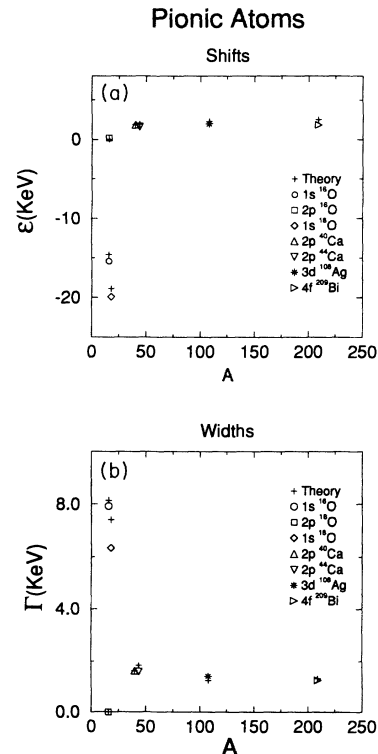 Pionic Atoms
Shifts
(a)
0
-10
-20
ε(KeV)
+ Theory
○ 1s ¹⁶O
□ 2p ¹⁶O
◇ 1s ¹⁸O
△ 2p ⁴⁰Ca
▽ 2p ⁴⁴Ca
✱ 3d ¹⁰⁸Ag
▷ 4f ²⁰⁹Bi
0 50 100 150 200 250
A
Widths
(b)
8.0
4.0
0.0
Γ(KeV)
+ Theory
○ 1s ¹⁶O
□ 2p ¹⁶O
◇ 1s ¹⁸O
△ 2p ⁴⁰Ca
▽ 2p ⁴⁴Ca
✱ 3d ¹⁰⁸Ag
▷ 4f ²⁰⁹Bi
0 50 100 150 200 250
A